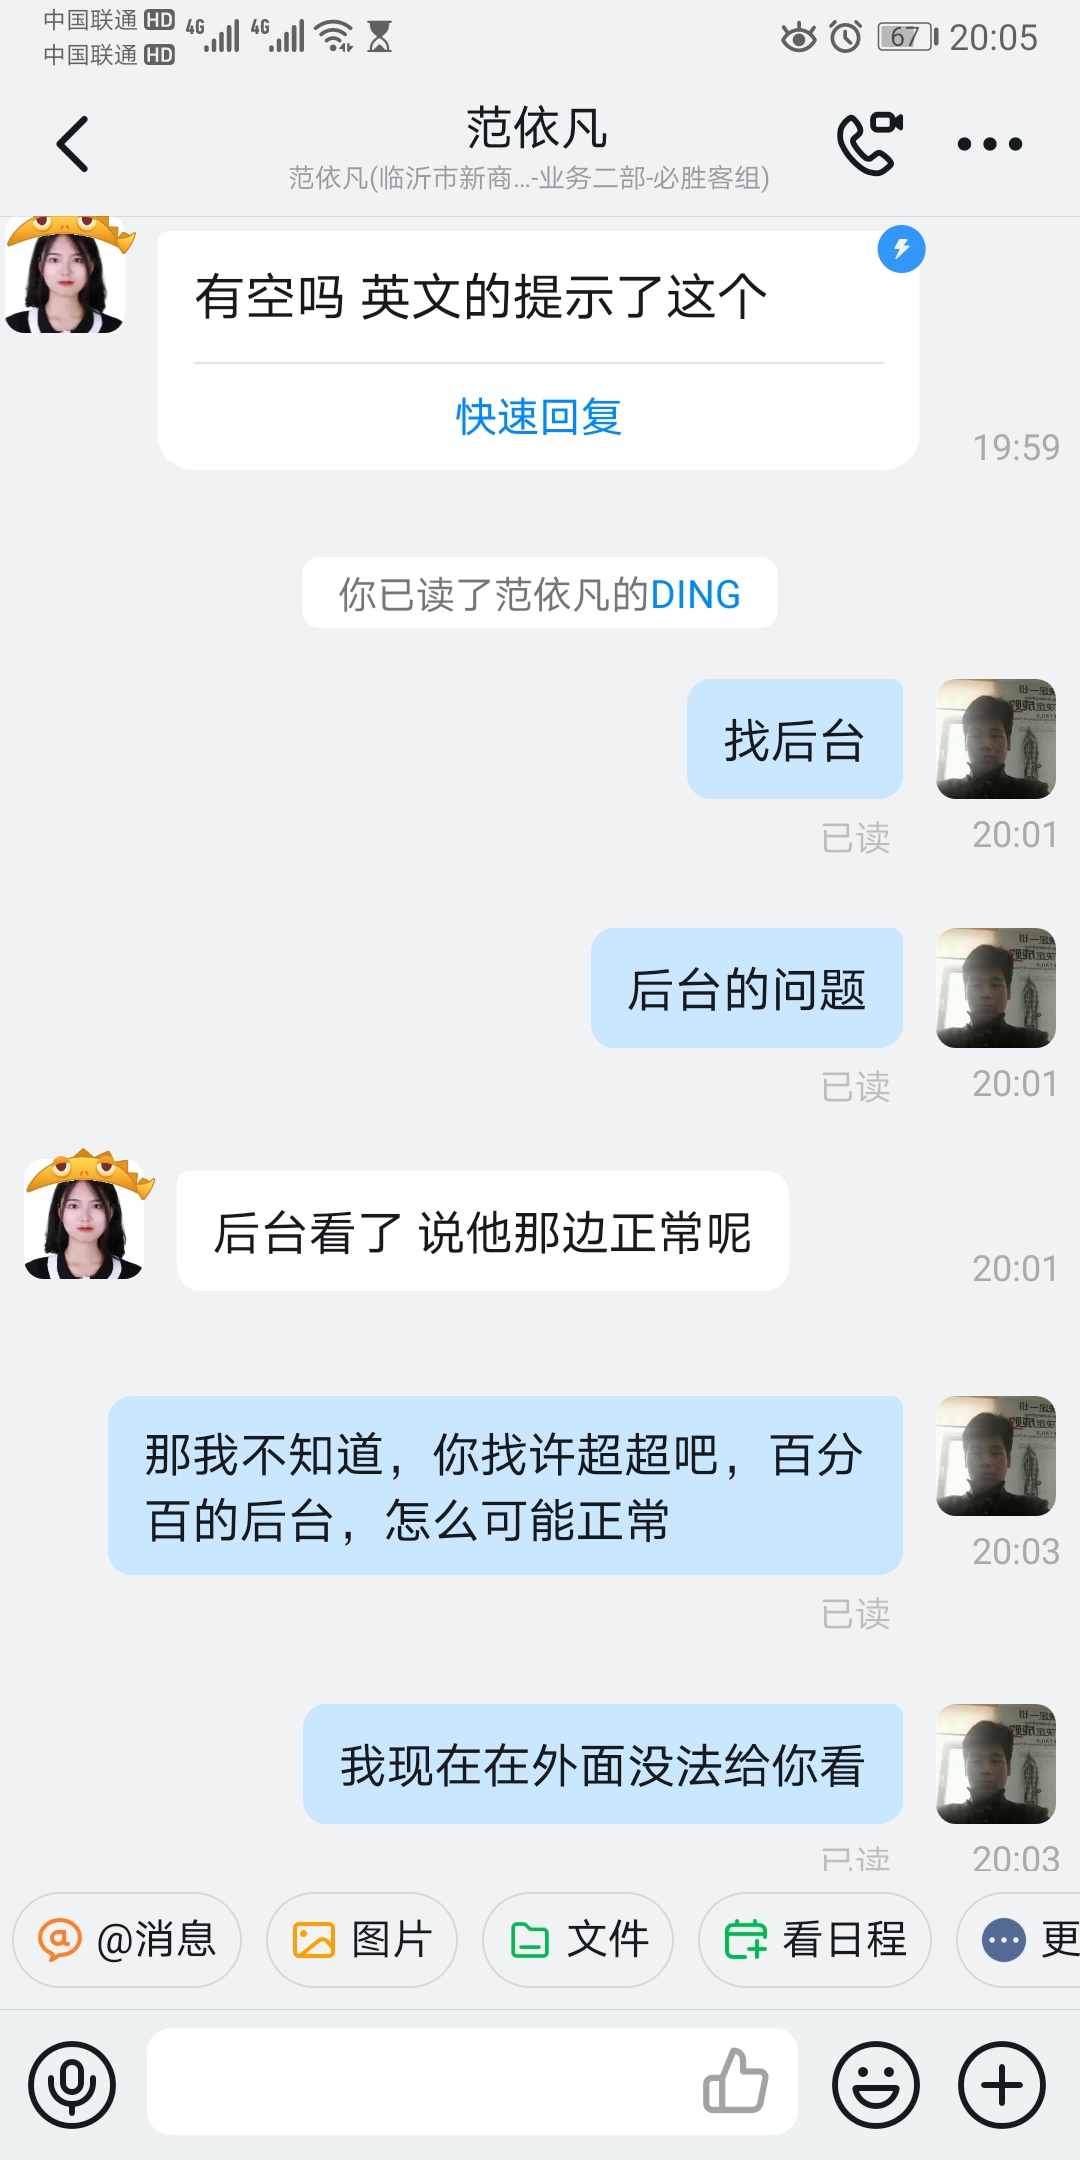 中国联通 HD 4G 4G 67 20:05
中国联通 HD
范依凡
范依凡(临沂市新商...-业务二部-必胜客组)
有空吗 英文的提示了这个
快速回复
19:59
你已读了范依凡的DING
找后台
已读 20:01
后台的问题
已读 20:01
后台看了 说他那边正常呢
20:01
那我不知道，你找许超超吧，百分
百的后台，怎么可能正常
20:03
已读
我现在在外面没法给你看
已读 20:03
@消息 图片 文件 看日程 更